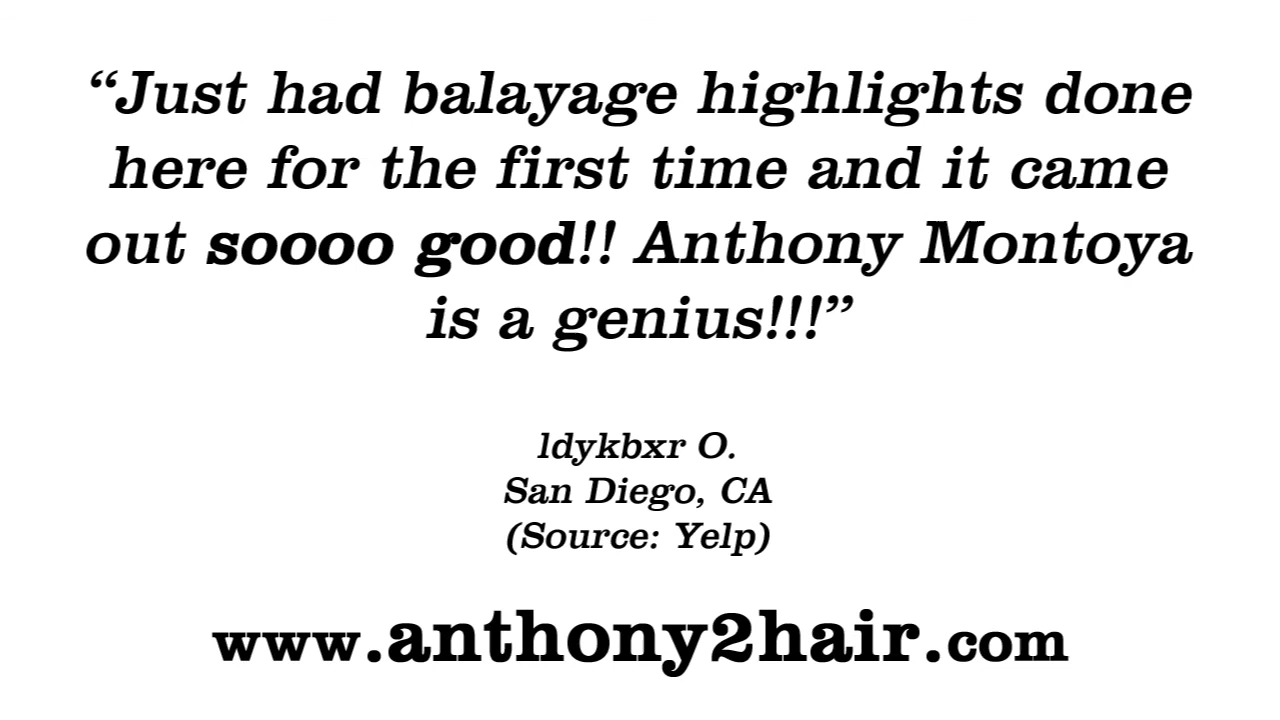 “Just had balayage highlights done
here for the first time and it came
out soooo good!! Anthony Montoya
is a genius!!!”
ldykbxr O.
San Diego, CA
(Source: Yelp)
www.anthony2hair.com